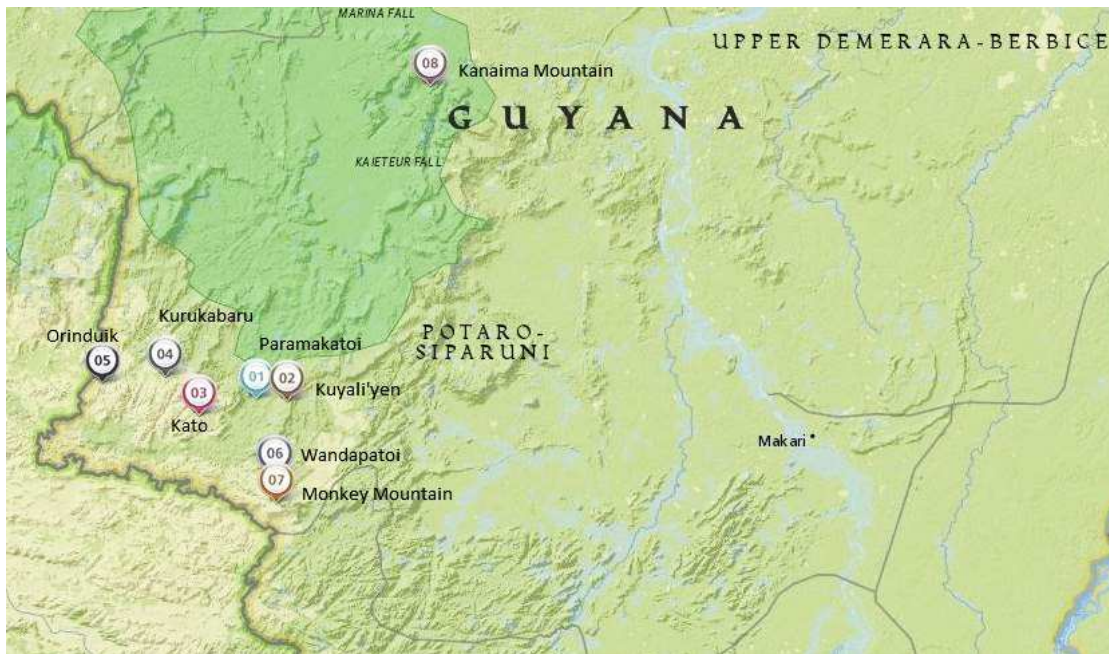 MARINA FALL
UPPER DEMERARA-BERBICE
08
Kanaima Mountain
GUYANA
KAIETEUR FALL
Kurukabaru
Orinduik
Paramakatoi
POTARO-
SIPARUNI
05
04
01
02
Kuyali'yen
03
Kato
Makari
06
Wandapatoi
07
Monkey Mountain